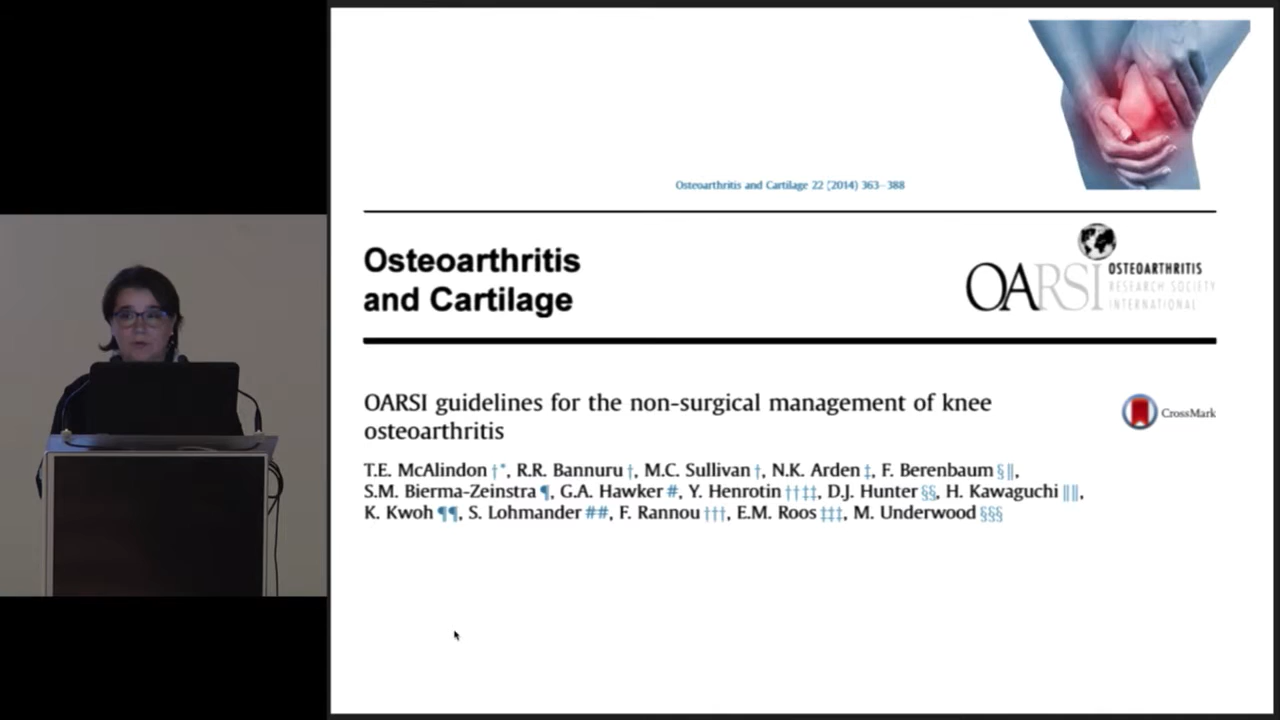 Osteoarthritis and Cartilage 22 (2014) 363–388
Osteoarthritis
and Cartilage
OARSI
OSTEOARTHRITIS
RESEARCH SOCIETY
INTERNATIONAL
OARSI guidelines for the non-surgical management of knee
osteoarthritis
CrossMark
T.E. McAlindon †*, R.R. Bannuru †, M.C. Sullivan †, N.K. Arden ‡, F. Berenbaum §‖,
S.M. Bierma-Zeinstra ¶, G.A. Hawker #, Y. Henrotin ††‡‡, D.J. Hunter §§, H. Kawaguchi ‖‖,
K. Kwoh ¶¶, S. Lohmander ##, F. Rannou †††, E.M. Roos ‡‡‡, M. Underwood §§§